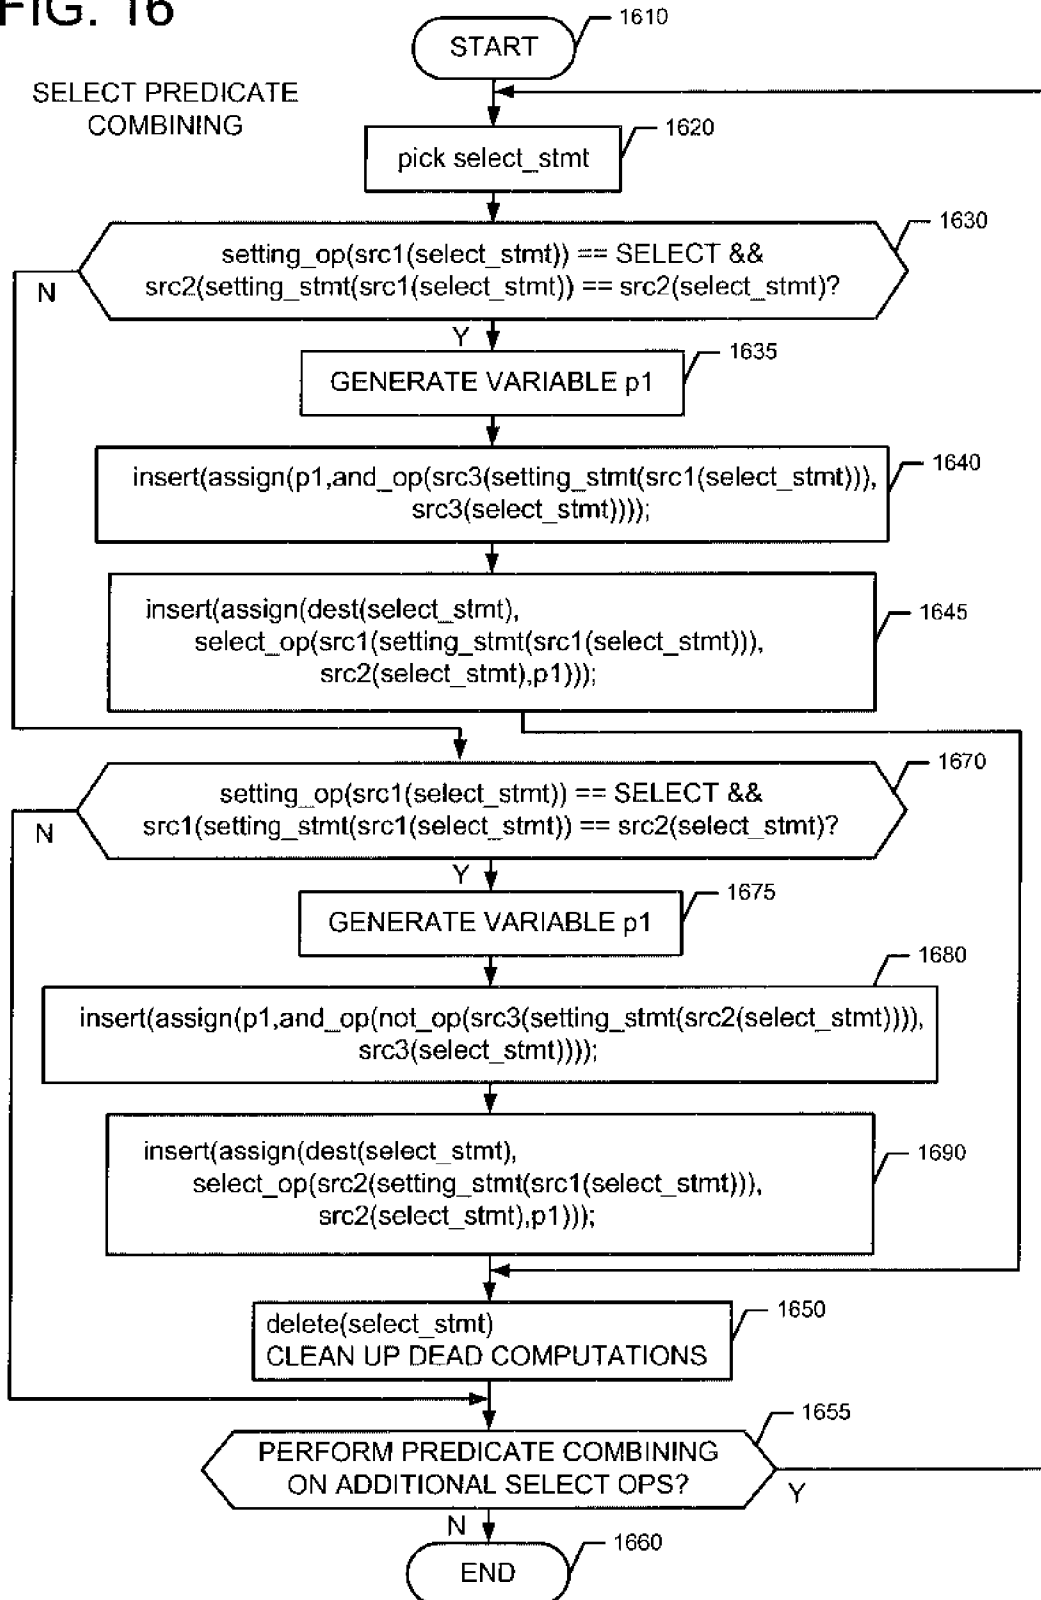 FIG. 16
SELECT PREDICATE
COMBINING
START
1610
pick select_stmt
1620
setting_op(src1(select_stmt)) == SELECT &&
src2(setting_stmt(src1(select_stmt)) == src2(select_stmt)?
1630
N
Y
GENERATE VARIABLE p1
1635
insert(assign(p1,and_op(src3(setting_stmt(src1(select_stmt))),
src3(select_stmt))));
1640
insert(assign(dest(select_stmt),
select_op(src1(setting_stmt(src1(select_stmt))),
src2(select_stmt),p1)));
1645
setting_op(src1(select_stmt)) == SELECT &&
src1(setting_stmt(src1(select_stmt)) == src2(select_stmt)?
1670
N
Y
GENERATE VARIABLE p1
1675
insert(assign(p1,and_op(not_op(src3(setting_stmt(src2(select_stmt)))),
src3(select_stmt))));
1680
insert(assign(dest(select_stmt),
select_op(src2(setting_stmt(src1(select_stmt))),
src2(select_stmt),p1)));
1690
delete(select_stmt)
CLEAN UP DEAD COMPUTATIONS
1650
PERFORM PREDICATE COMBINING
ON ADDITIONAL SELECT OPS?
1655
Y
N
END
1660